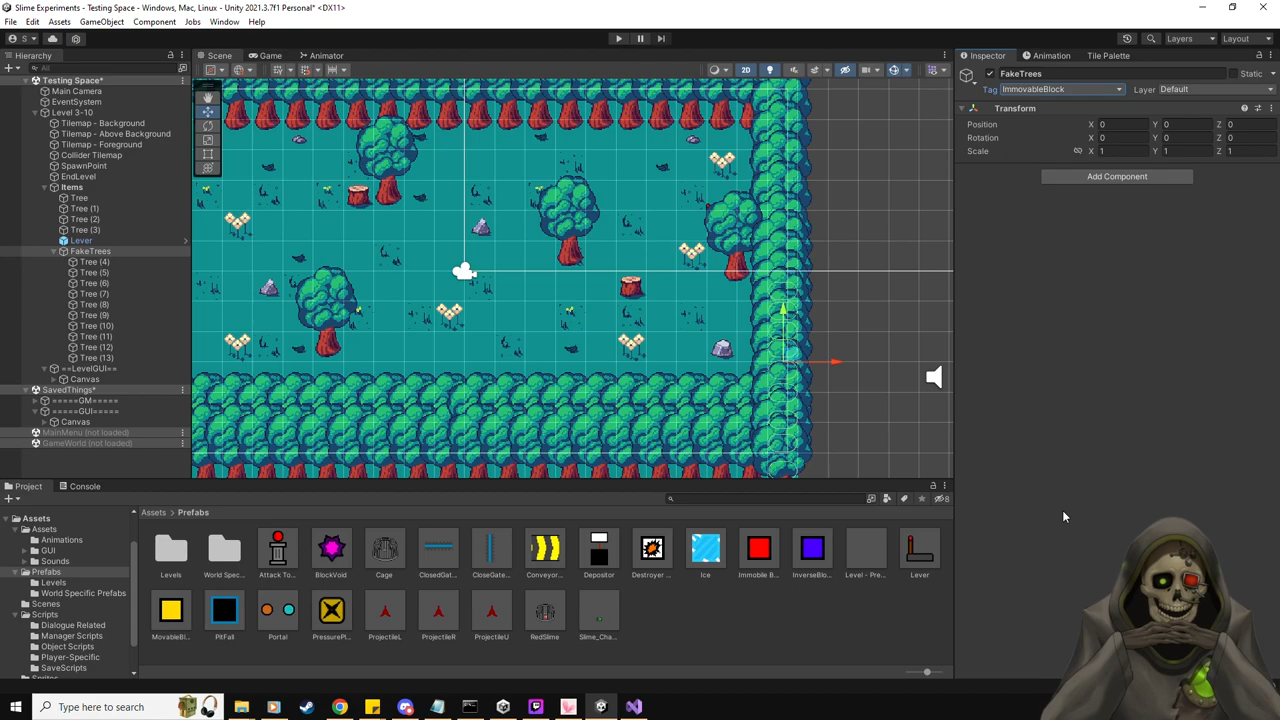 Slime Experiments - Testing Space - Windows, Mac, Linux - Unity 2021.3.7f1 Personal* <DX11>
File Edit Assets GameObject Component Jobs Window Help
S
Layers
Layout
Hierarchy
All
Testing Space*
Main Camera
EventSystem
Level 3-10
Tilemap - Background
Tilemap - Above Background
Tilemap - Foreground
Collider Tilemap
SpawnPoint
EndLevel
Items
Tree
Tree (1)
Tree (2)
Tree (3)
Lever
FakeTrees
Tree (4)
Tree (5)
Tree (6)
Tree (7)
Tree (8)
Tree (9)
Tree (10)
Tree (11)
Tree (12)
Tree (13)
==LevelGUI==
Canvas
SavedThings*
=====GM=====
=====GUI=====
Canvas
MainMenu (not loaded)
GameWorld (not loaded)
Scene Game Animator
2D
Inspector Animation Tile Palette
FakeTrees Static
Tag ImmovableBlock Layer Default
Transform
Position X 0 Y 0 Z 0
Rotation X 0 Y 0 Z 0
Scale X 1 Y 1 Z 1
Add Component
Project Console
8
Assets
Assets
Animations
GUI
Sounds
Prefabs
Levels
World Specific Prefabs
Scenes
Scripts
Dialogue Related
Manager Scripts
Object Scripts
Player-Specific
SaveScripts
Assets > Prefabs
Levels World Spec... Attack To... BlockVoid Cage ClosedGat... CloseGate... Conveyor... Depositor Destroyer ... Ice Immobile B... InverseBlo... Level - Pre... Lever
MovableBl... PitFall Portal PressurePl... ProjectileL ProjectileR ProjectileU RedSlime Slime_Cha...
Type here to search